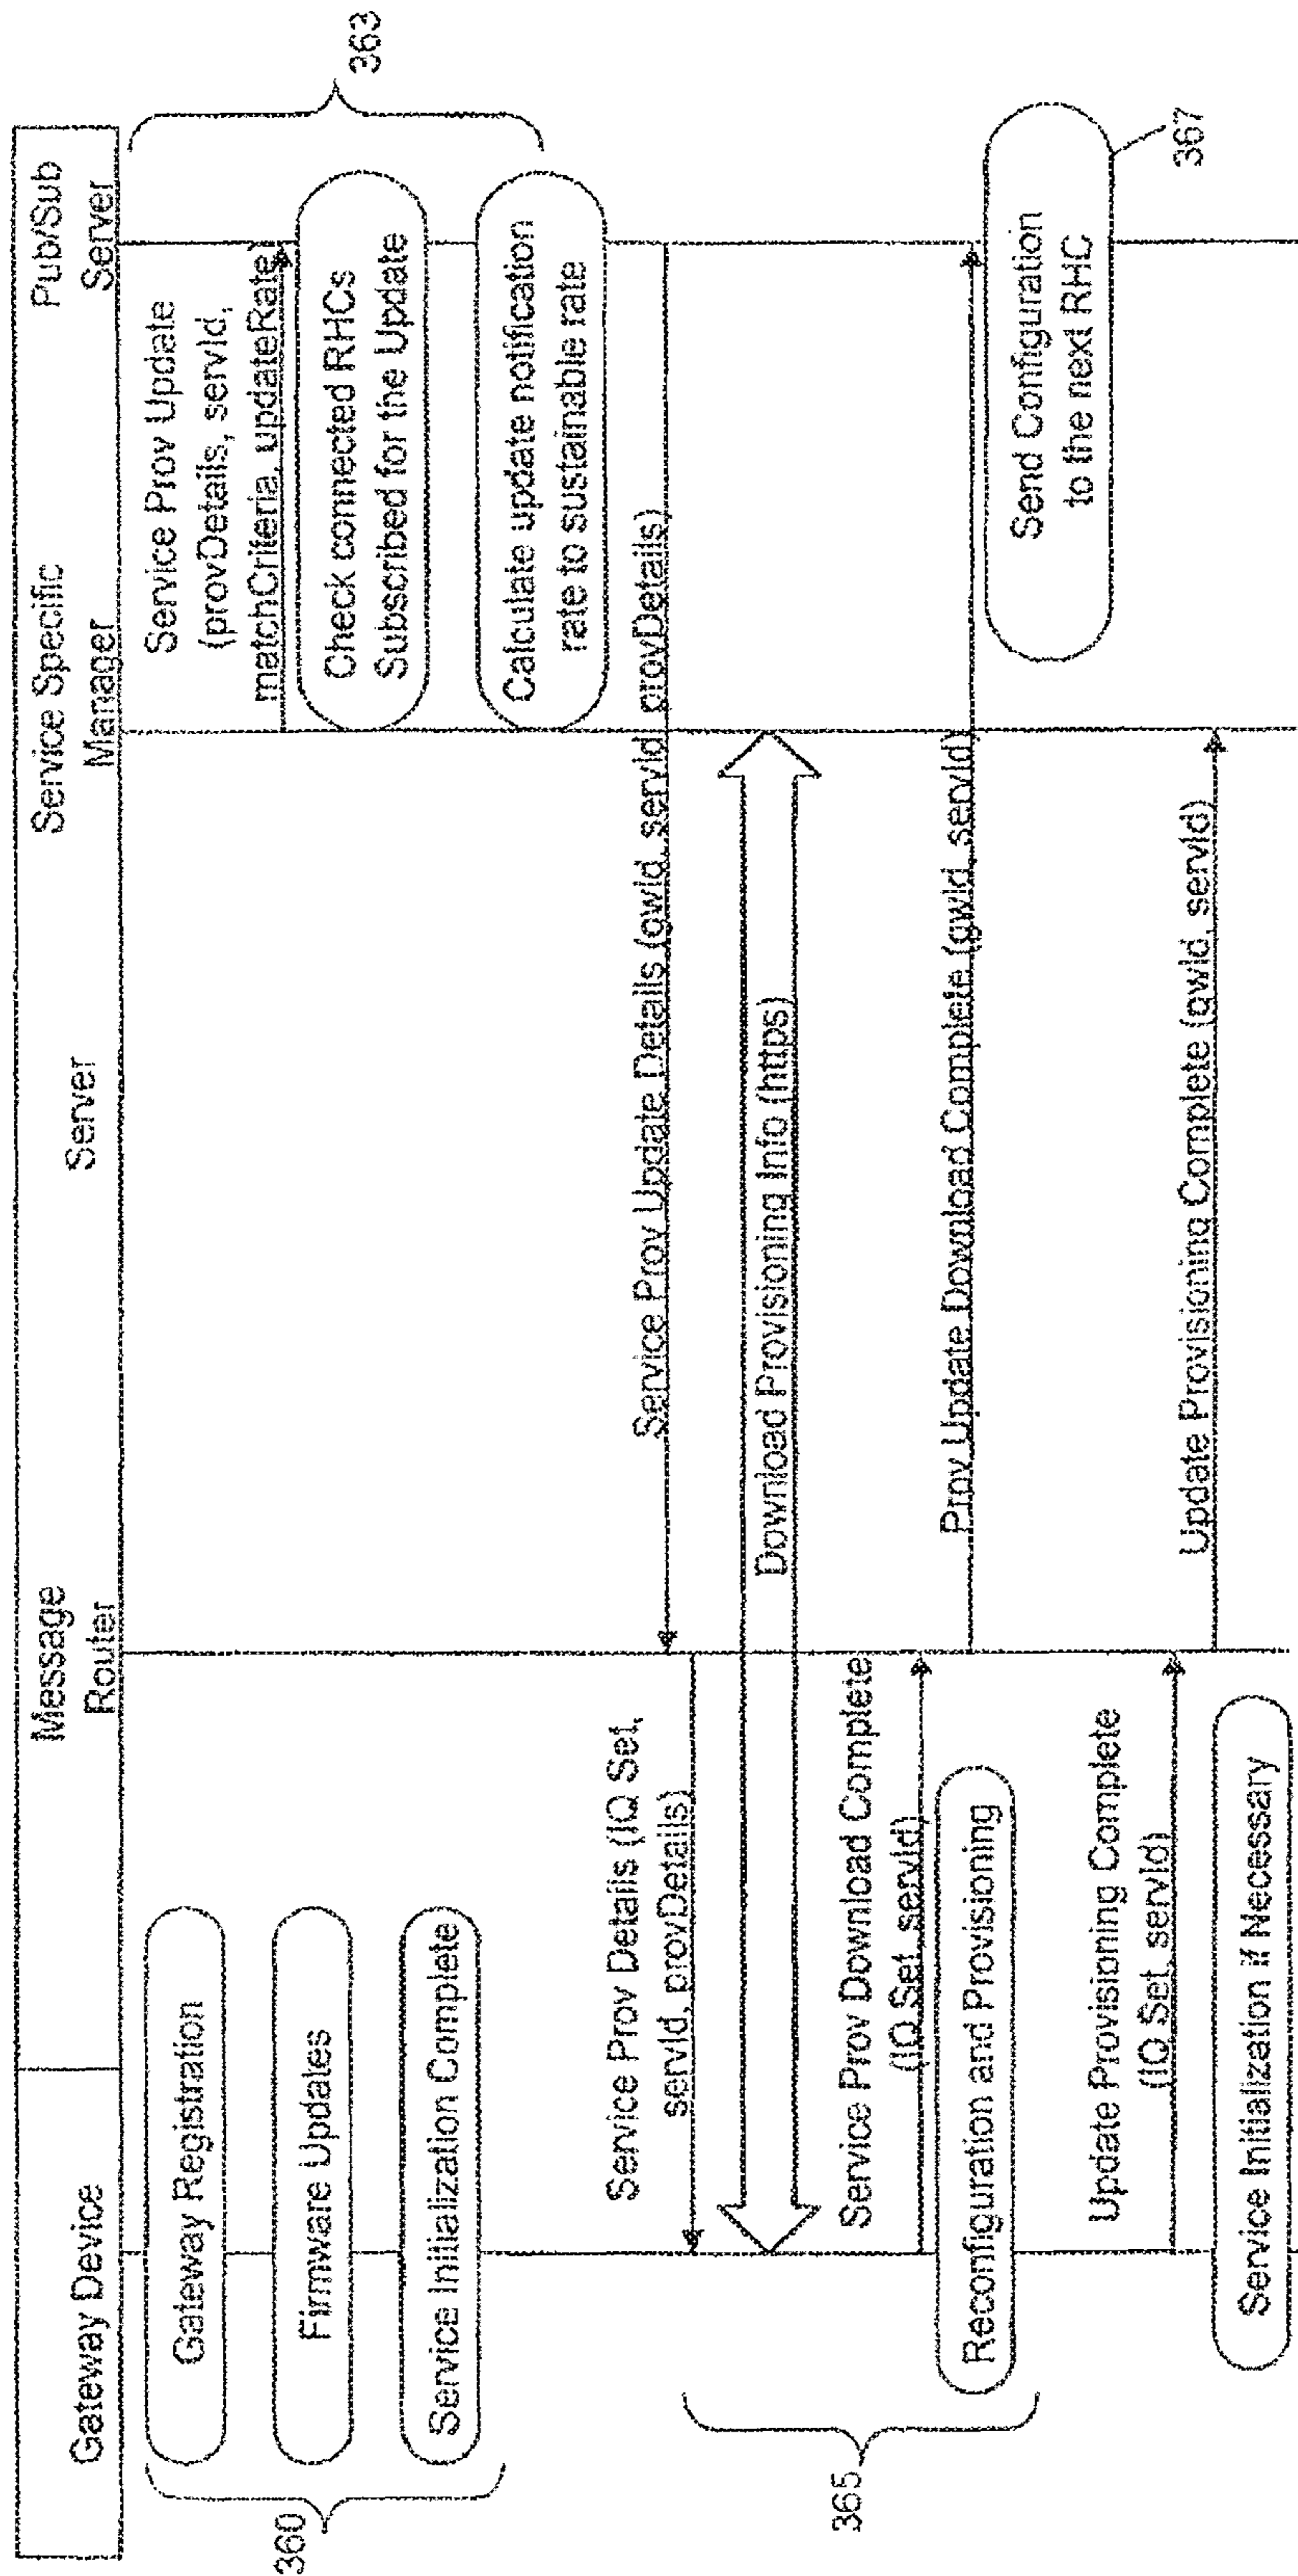 Gateway Device
Server
Message
Router
Service Specific
Manager
Pub/Sub
Server
Gateway Registration
Firmware Updates
Service Initialization Complete
360
Service Prov Update
(provDetails, servId,
matchCriteria, updateRate)
Check connected RHCs
Subscribed for the Update
Calculate update notification
rate to sustainable rate
363
Service Prov Update Details (gwId, servId, provDetails)
Service Prov Details (IQ Set,
servId, provDetails)
Download Provisioning Info (https)
Service Prov Download Complete
(IQ Set, servId)
Prov Update Download Complete (gwId, servId)
Reconfiguration and Provisioning
365
Send Configuration
to the next RHC
367
Update Provisioning Complete
(IQ Set, servId)
Update Provisioning Complete (gwId, servId)
Service Initialization if Necessary